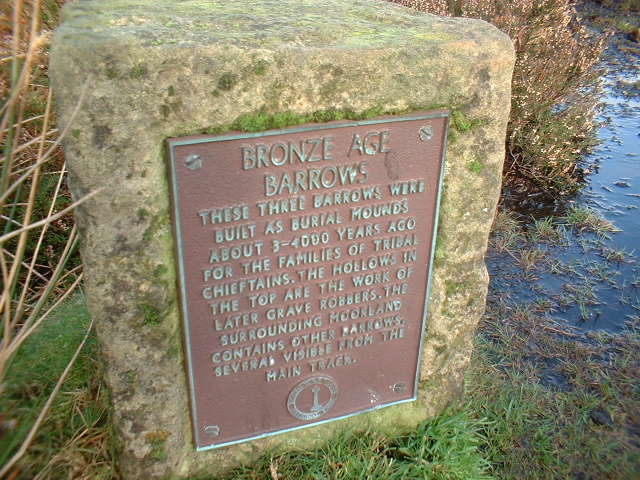 BRONZE AGE
BARROWS
THESE THREE BARROWS WERE
BUILT AS BURIAL MOUNDS
ABOUT 3-4000 YEARS AGO
FOR THE FAMILIES OF TRIBAL
CHIEFTAINS. THE HOLLOWS IN
THE TOP ARE THE WORK OF
LATER GRAVE ROBBERS. THE
SURROUNDING MOORLAND
CONTAINS OTHER BARROWS,
SEVERAL VISIBLE FROM THE
MAIN TRACK.